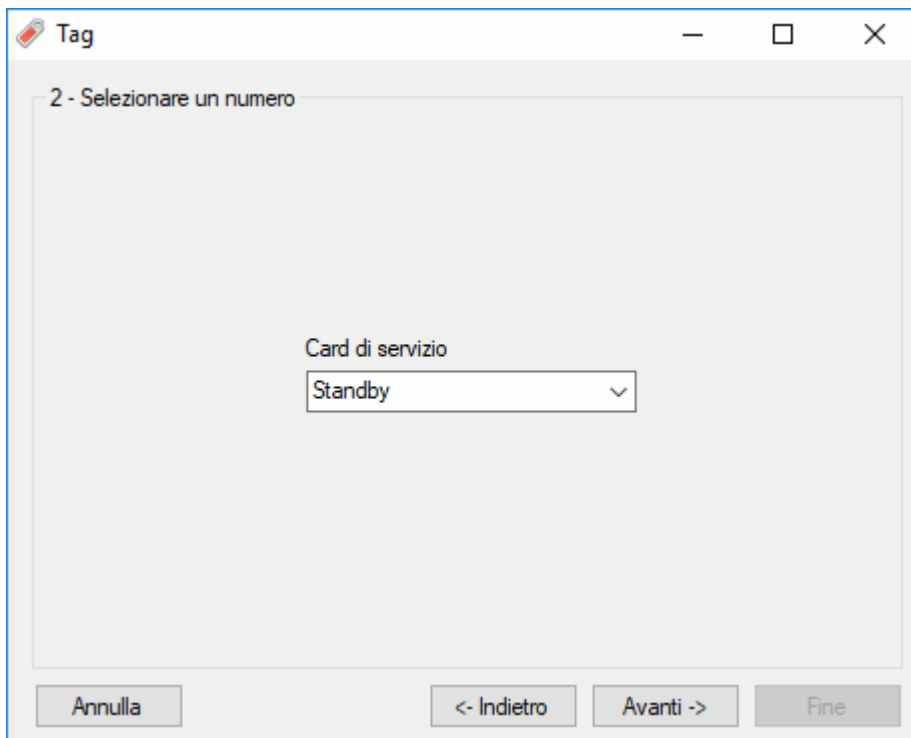 Tag
2 - Selezionare un numero
Card di servizio
Standby
Annulla
<- Indietro
Avanti ->
Fine